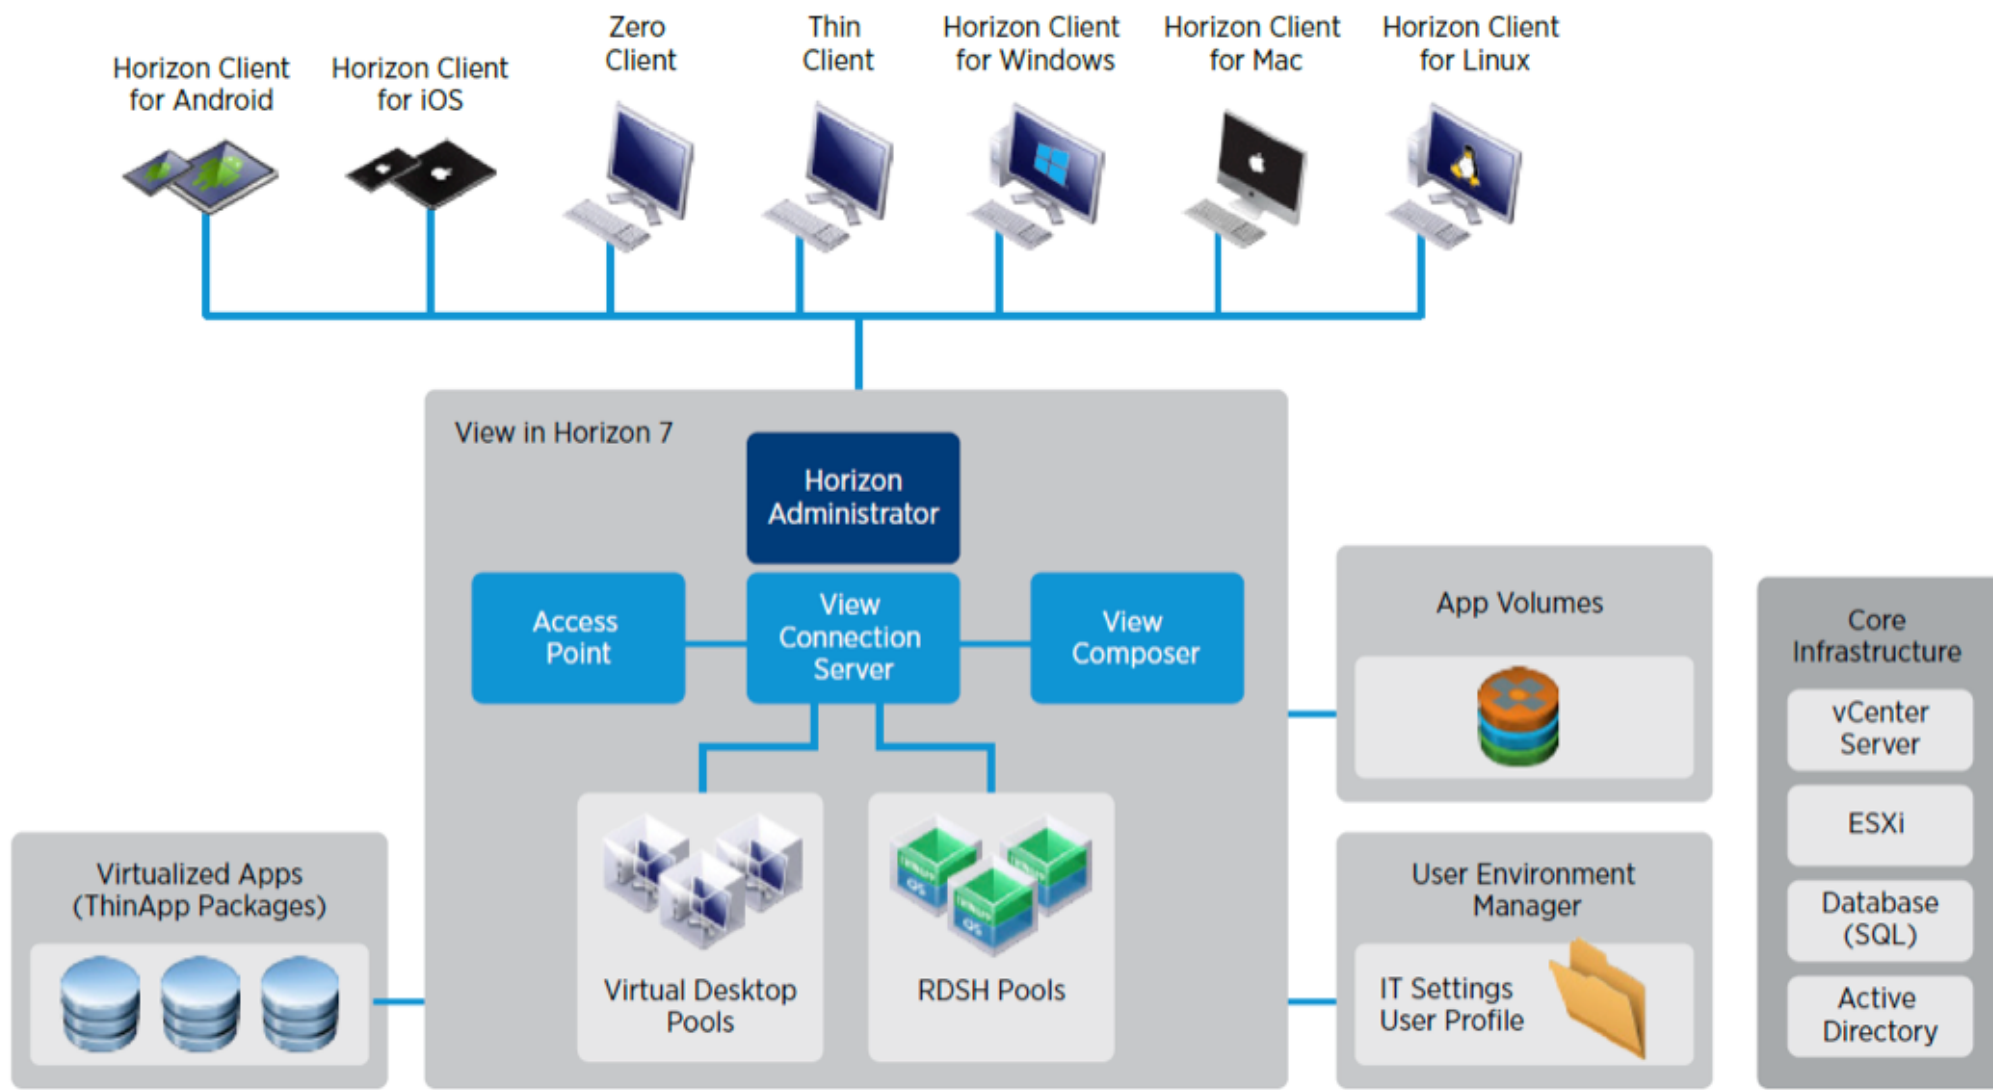 Horizon Client
for Android
Horizon Client
for iOS
Zero
Client
Thin
Client
Horizon Client
for Windows
Horizon Client
for Mac
Horizon Client
for Linux
View in Horizon 7
Horizon
Administrator
Access
Point
View
Connection
Server
View
Composer
Virtual Desktop
Pools
RDSH Pools
OS
OS
Virtualized Apps
(ThinApp Packages)
App Volumes
User Environment
Manager
IT Settings
User Profile
Core
Infrastructure
vCenter
Server
ESXi
Database
(SQL)
Active
Directory